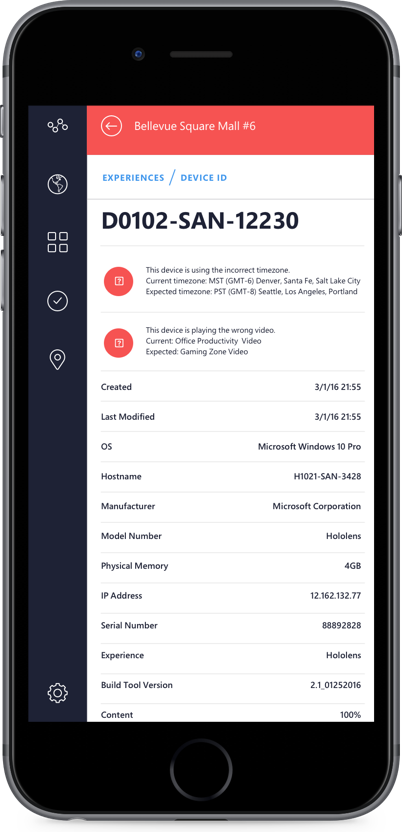 Bellevue Square Mall #6
EXPERIENCES / DEVICE ID
D0102-SAN-12230
This device is using the incorrect timezone.
Current timezone: MST (GMT-6) Denver, Santa Fe, Salt Lake City
Expected timezone: PST (GMT-8) Seattle, Los Angeles, Portland
This device is playing the wrong video.
Current: Office Productivity Video
Expected: Gaming Zone Video
Created 3/1/16 21:55
Last Modified 3/1/16 21:55
OS Microsoft Windows 10 Pro
Hostname H1021-SAN-3428
Manufacturer Microsoft Corporation
Model Number Hololens
Physical Memory 4GB
IP Address 12.162.132.77
Serial Number 88892828
Experience Hololens
Build Tool Version 2.1_01252016
Content 100%